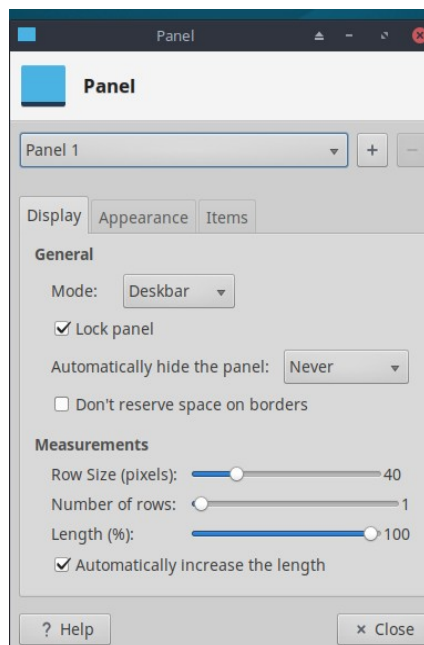 Panel
Panel
Panel 1
+
−
Display Appearance Items
General
Mode: Deskbar
Lock panel
Automatically hide the panel: Never
Don't reserve space on borders
Measurements
Row Size (pixels): 40
Number of rows: 1
Length (%): 100
Automatically increase the length
? Help
× Close